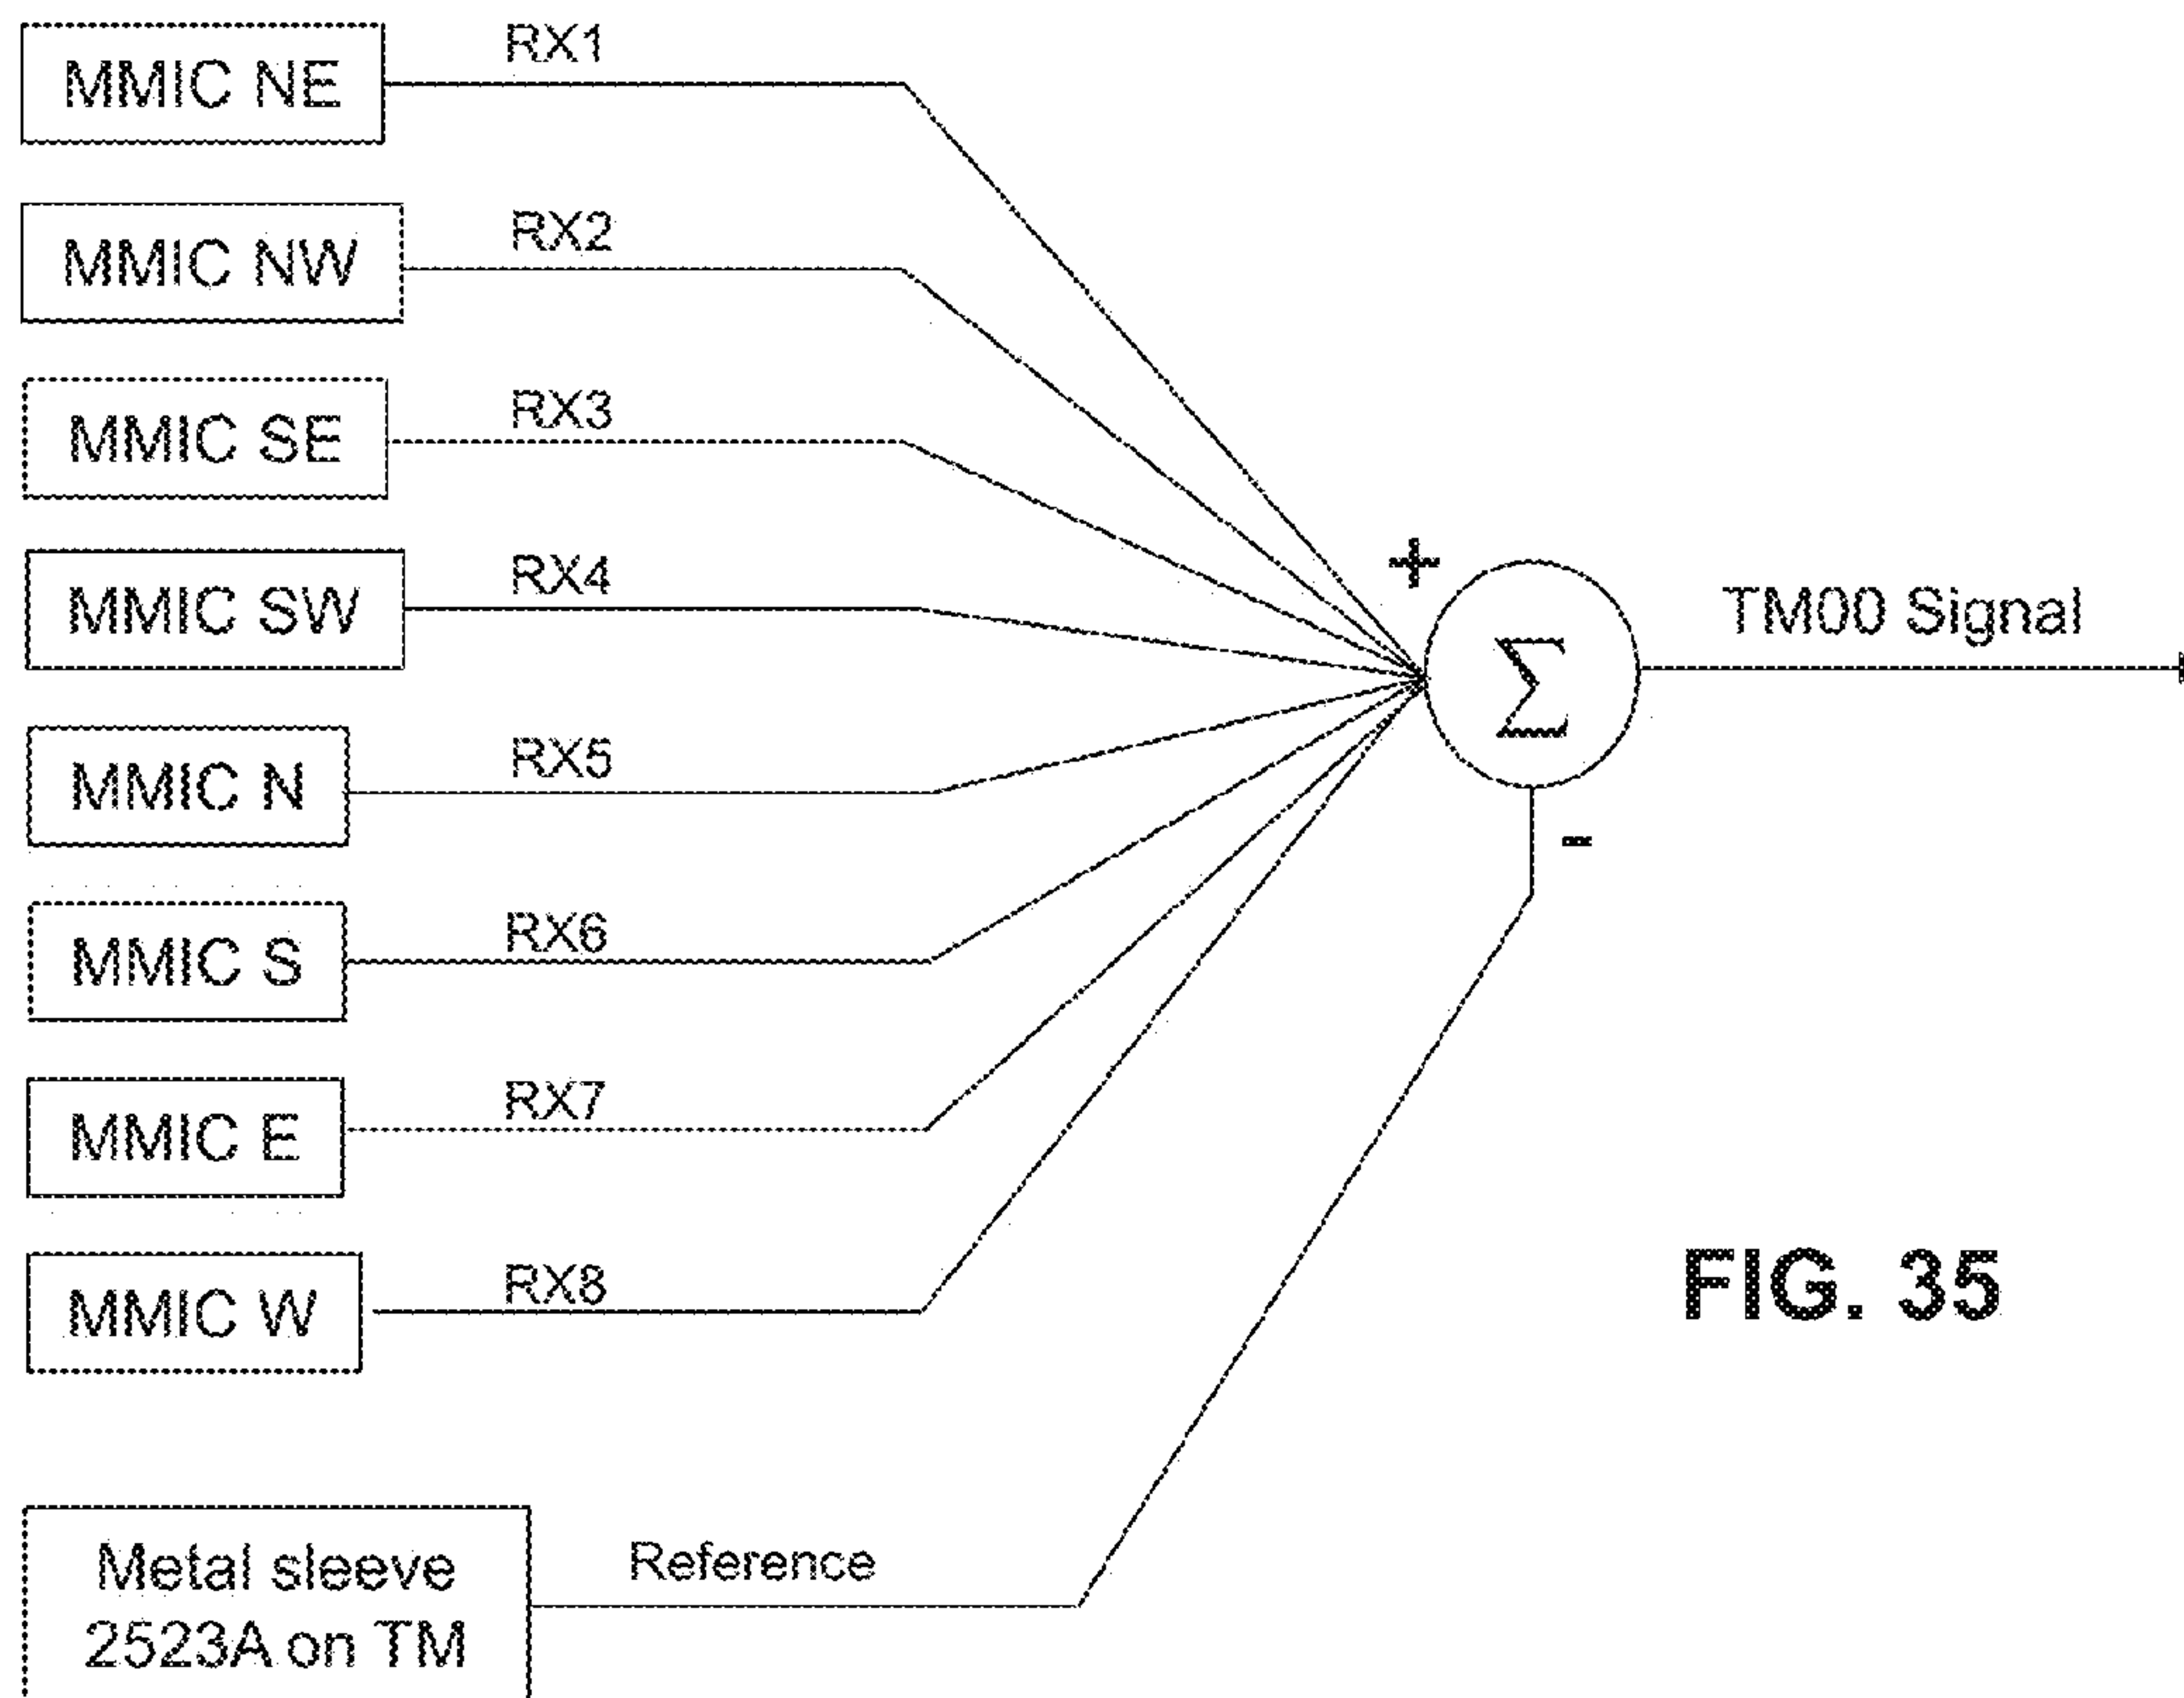 MMIC NE
RX1
MMIC NW
RX2
MMIC SE
RX3
MMIC SW
RX4
+
Σ
TM00 Signal
MMIC N
RX5
-
MMIC S
RX6
MMIC E
RX7
MMIC W
RX8
FIG. 35
Metal sleeve
2523A on TM
Reference